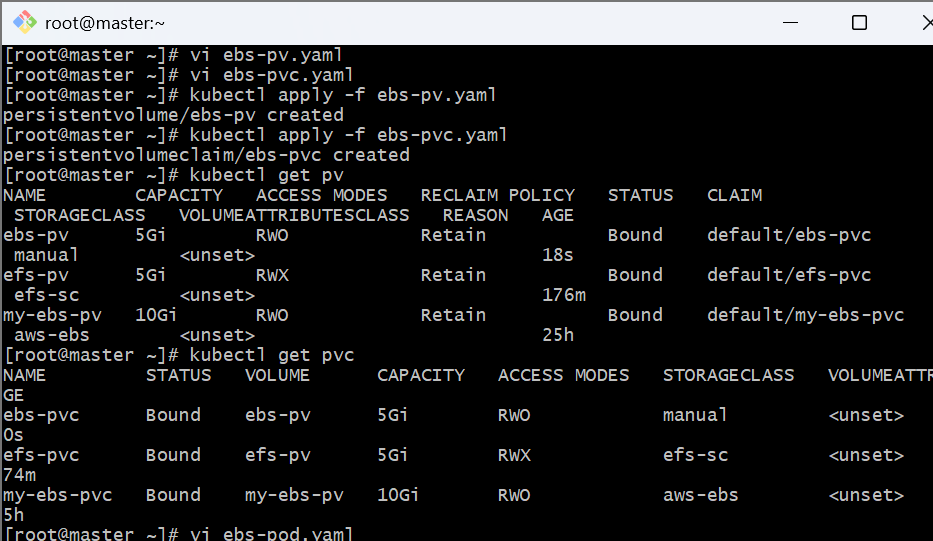 root@master:~
[root@master ~]# vi ebs-pv.yaml
[root@master ~]# vi ebs-pvc.yaml
[root@master ~]# kubectl apply -f ebs-pv.yaml
persistentvolume/ebs-pv created
[root@master ~]# kubectl apply -f ebs-pvc.yaml
persistentvolumeclaim/ebs-pvc created
[root@master ~]# kubectl get pv
NAME        CAPACITY   ACCESS MODES   RECLAIM POLICY   STATUS   CLAIM
 STORAGECLASS   VOLUMEATTRIBUTESCLASS   REASON   AGE
ebs-pv      5Gi        RWO            Retain           Bound    default/ebs-pvc
 manual         <unset>                          18s
efs-pv      5Gi        RWX            Retain           Bound    default/efs-pvc
 efs-sc         <unset>                          176m
my-ebs-pv   10Gi       RWO            Retain           Bound    default/my-ebs-pvc
 aws-ebs        <unset>                          25h
[root@master ~]# kubectl get pvc
NAME         STATUS   VOLUME      CAPACITY   ACCESS MODES   STORAGECLASS   VOLUMEATTR
GE
ebs-pvc      Bound    ebs-pv      5Gi        RWO            manual         <unset>
0s
efs-pvc      Bound    efs-pv      5Gi        RWX            efs-sc         <unset>
74m
my-ebs-pvc   Bound    my-ebs-pv   10Gi       RWO            aws-ebs        <unset>
5h
[root@master ~]# vi ebs-pod.yaml